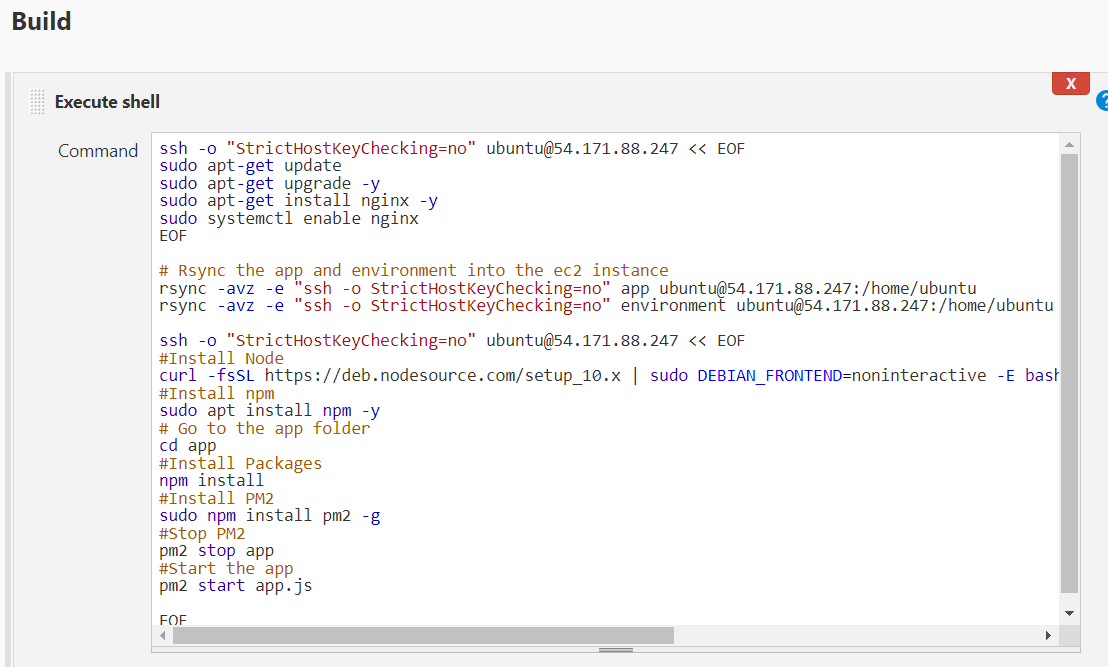 Build
X
?
Execute shell
Command
ssh -o "StrictHostKeyChecking=no" ubuntu@54.171.88.247 << EOF
sudo apt-get update
sudo apt-get upgrade -y
sudo apt-get install nginx -y
sudo systemctl enable nginx
EOF
# Rsync the app and environment into the ec2 instance
rsync -avz -e "ssh -o StrictHostKeyChecking=no" app ubuntu@54.171.88.247:/home/ubuntu
rsync -avz -e "ssh -o StrictHostKeyChecking=no" environment ubuntu@54.171.88.247:/home/ubuntu
ssh -o "StrictHostKeyChecking=no" ubuntu@54.171.88.247 << EOF
#Install Node
curl -fsSL https://deb.nodesource.com/setup_10.x | sudo DEBIAN_FRONTEND=noninteractive -E bash
#Install npm
sudo apt install npm -y
# Go to the app folder
cd app
#Install Packages
npm install
#Install PM2
sudo npm install pm2 -g
#Stop PM2
pm2 stop app
#Start the app
pm2 start app.js
EOF